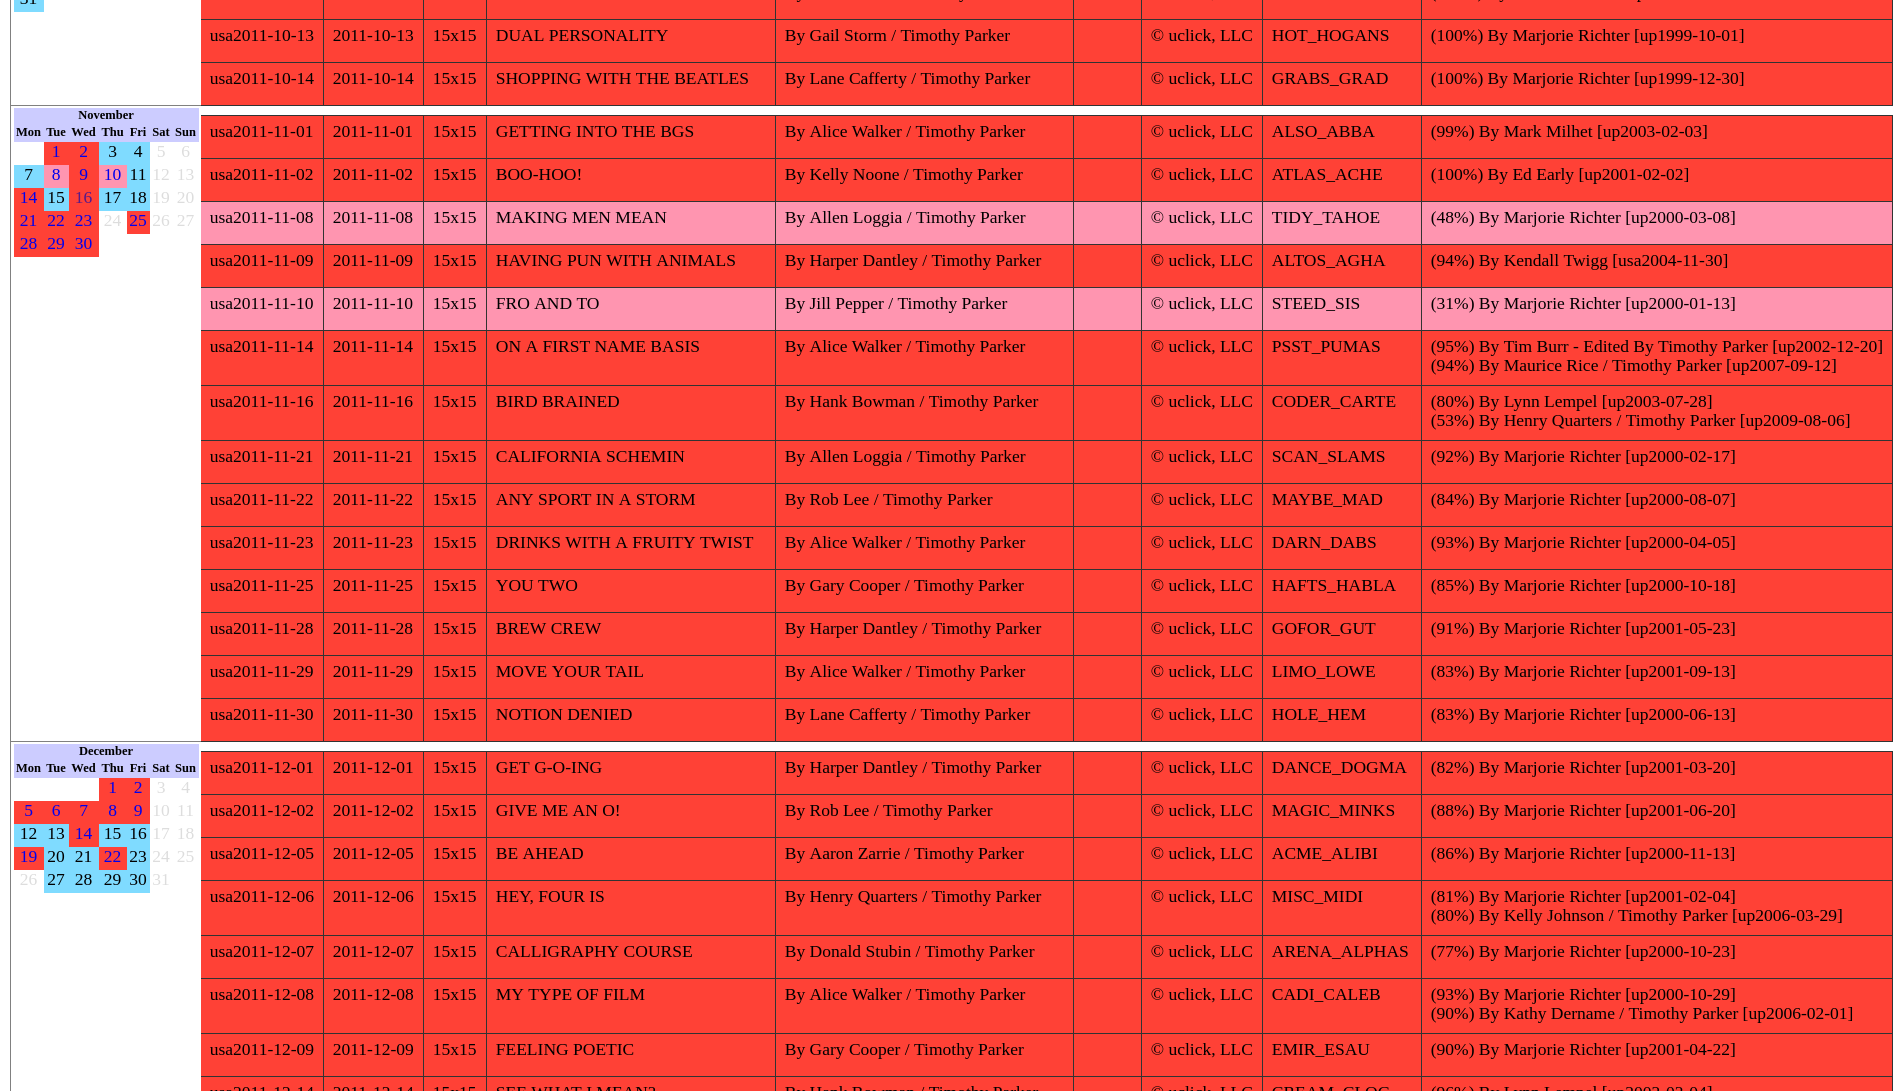 31
usa2011-10-13 2011-10-13 15x15 DUAL PERSONALITY By Gail Storm / Timothy Parker © uclick, LLC HOT_HOGANS (100%) By Marjorie Richter [up1999-10-01]
usa2011-10-14 2011-10-14 15x15 SHOPPING WITH THE BEATLES By Lane Cafferty / Timothy Parker © uclick, LLC GRABS_GRAD (100%) By Marjorie Richter [up1999-12-30]
November
Mon Tue Wed Thu Fri Sat Sun
1 2 3 4 5 6
7 8 9 10 11 12 13
14 15 16 17 18 19 20
21 22 23 24 25 26 27
28 29 30
usa2011-11-01 2011-11-01 15x15 GETTING INTO THE BGS By Alice Walker / Timothy Parker © uclick, LLC ALSO_ABBA (99%) By Mark Milhet [up2003-02-03]
usa2011-11-02 2011-11-02 15x15 BOO-HOO! By Kelly Noone / Timothy Parker © uclick, LLC ATLAS_ACHE (100%) By Ed Early [up2001-02-02]
usa2011-11-08 2011-11-08 15x15 MAKING MEN MEAN By Allen Loggia / Timothy Parker © uclick, LLC TIDY_TAHOE (48%) By Marjorie Richter [up2000-03-08]
usa2011-11-09 2011-11-09 15x15 HAVING PUN WITH ANIMALS By Harper Dantley / Timothy Parker © uclick, LLC ALTOS_AGHA (94%) By Kendall Twigg [usa2004-11-30]
usa2011-11-10 2011-11-10 15x15 FRO AND TO By Jill Pepper / Timothy Parker © uclick, LLC STEED_SIS (31%) By Marjorie Richter [up2000-01-13]
usa2011-11-14 2011-11-14 15x15 ON A FIRST NAME BASIS By Alice Walker / Timothy Parker © uclick, LLC PSST_PUMAS (95%) By Tim Burr - Edited By Timothy Parker [up2002-12-20]
(94%) By Maurice Rice / Timothy Parker [up2007-09-12]
usa2011-11-16 2011-11-16 15x15 BIRD BRAINED By Hank Bowman / Timothy Parker © uclick, LLC CODER_CARTE (80%) By Lynn Lempel [up2003-07-28]
(53%) By Henry Quarters / Timothy Parker [up2009-08-06]
usa2011-11-21 2011-11-21 15x15 CALIFORNIA SCHEMIN By Allen Loggia / Timothy Parker © uclick, LLC SCAN_SLAMS (92%) By Marjorie Richter [up2000-02-17]
usa2011-11-22 2011-11-22 15x15 ANY SPORT IN A STORM By Rob Lee / Timothy Parker © uclick, LLC MAYBE_MAD (84%) By Marjorie Richter [up2000-08-07]
usa2011-11-23 2011-11-23 15x15 DRINKS WITH A FRUITY TWIST By Alice Walker / Timothy Parker © uclick, LLC DARN_DABS (93%) By Marjorie Richter [up2000-04-05]
usa2011-11-25 2011-11-25 15x15 YOU TWO By Gary Cooper / Timothy Parker © uclick, LLC HAFTS_HABLA (85%) By Marjorie Richter [up2000-10-18]
usa2011-11-28 2011-11-28 15x15 BREW CREW By Harper Dantley / Timothy Parker © uclick, LLC GOFOR_GUT (91%) By Marjorie Richter [up2001-05-23]
usa2011-11-29 2011-11-29 15x15 MOVE YOUR TAIL By Alice Walker / Timothy Parker © uclick, LLC LIMO_LOWE (83%) By Marjorie Richter [up2001-09-13]
usa2011-11-30 2011-11-30 15x15 NOTION DENIED By Lane Cafferty / Timothy Parker © uclick, LLC HOLE_HEM (83%) By Marjorie Richter [up2000-06-13]
December
Mon Tue Wed Thu Fri Sat Sun
1 2 3 4
5 6 7 8 9 10 11
12 13 14 15 16 17 18
19 20 21 22 23 24 25
26 27 28 29 30 31
usa2011-12-01 2011-12-01 15x15 GET G-O-ING By Harper Dantley / Timothy Parker © uclick, LLC DANCE_DOGMA (82%) By Marjorie Richter [up2001-03-20]
usa2011-12-02 2011-12-02 15x15 GIVE ME AN O! By Rob Lee / Timothy Parker © uclick, LLC MAGIC_MINKS (88%) By Marjorie Richter [up2001-06-20]
usa2011-12-05 2011-12-05 15x15 BE AHEAD By Aaron Zarrie / Timothy Parker © uclick, LLC ACME_ALIBI (86%) By Marjorie Richter [up2000-11-13]
usa2011-12-06 2011-12-06 15x15 HEY, FOUR IS By Henry Quarters / Timothy Parker © uclick, LLC MISC_MIDI (81%) By Marjorie Richter [up2001-02-04]
(80%) By Kelly Johnson / Timothy Parker [up2006-03-29]
usa2011-12-07 2011-12-07 15x15 CALLIGRAPHY COURSE By Donald Stubin / Timothy Parker © uclick, LLC ARENA_ALPHAS (77%) By Marjorie Richter [up2000-10-23]
usa2011-12-08 2011-12-08 15x15 MY TYPE OF FILM By Alice Walker / Timothy Parker © uclick, LLC CADI_CALEB (93%) By Marjorie Richter [up2000-10-29]
(90%) By Kathy Dername / Timothy Parker [up2006-02-01]
usa2011-12-09 2011-12-09 15x15 FEELING POETIC By Gary Cooper / Timothy Parker © uclick, LLC EMIR_ESAU (90%) By Marjorie Richter [up2001-04-22]